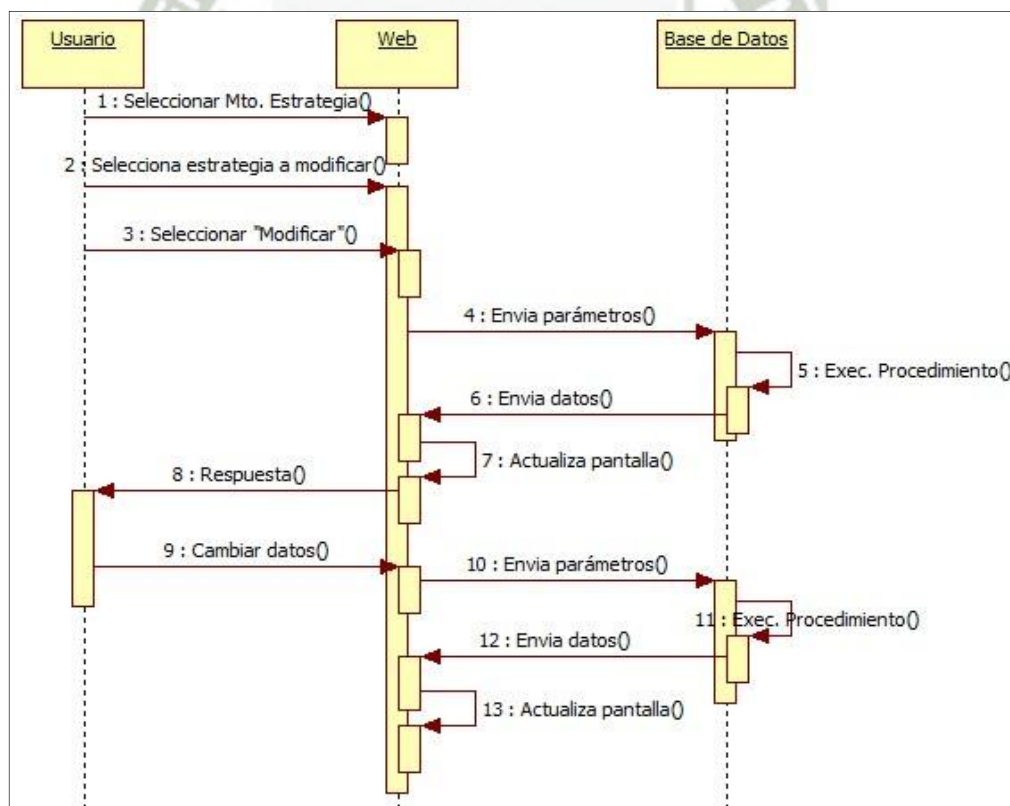 Usuario
Web
Base de Datos
1 : Seleccionar Mto. Estrategia()
2 : Selecciona estrategia a modificar()
3 : Seleccionar "Modificar"()
4 : Envia parámetros()
5 : Exec. Procedimiento()
6 : Envia datos()
7 : Actualiza pantalla()
8 : Respuesta()
9 : Cambiar datos()
10 : Envia parámetros()
11 : Exec. Procedimiento()
12 : Envia datos()
13 : Actualiza pantalla()